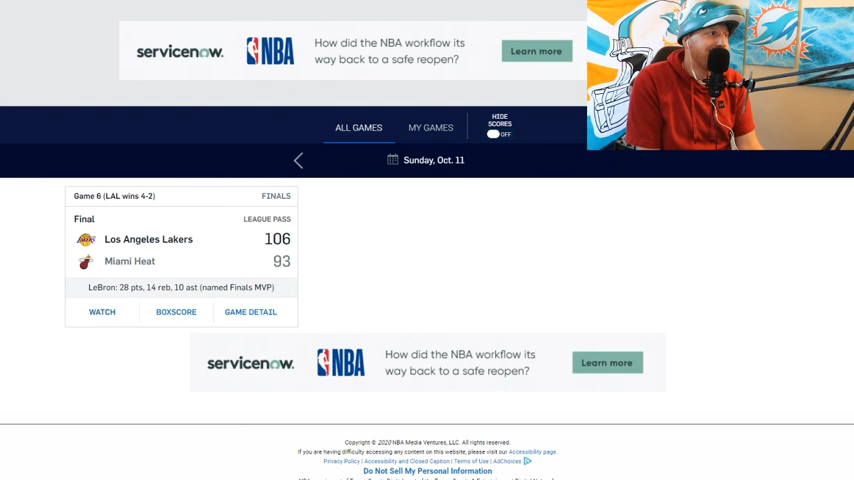 servicenow. NBA How did the NBA workflow its way back to a safe reopen? Learn more
ALL GAMES MY GAMES HIDE SCORES OFF
Sunday, Oct. 11
Game 6 (LAL wins 4-2) FINALS
Final LEAGUE PASS
Los Angeles Lakers 106
Miami Heat 93
LeBron: 28 pts, 14 reb, 10 ast (named Finals MVP)
WATCH BOXSCORE GAME DETAIL
servicenow. NBA How did the NBA workflow its way back to a safe reopen? Learn more
Copyright © 2020 NBA Media Ventures, LLC. All rights reserved.
If you are having difficulty accessing any content on this website, please visit our Accessibility page.
Privacy Policy | Accessibility and Closed Caption | Terms of Use | AdChoices
Do Not Sell My Personal Information